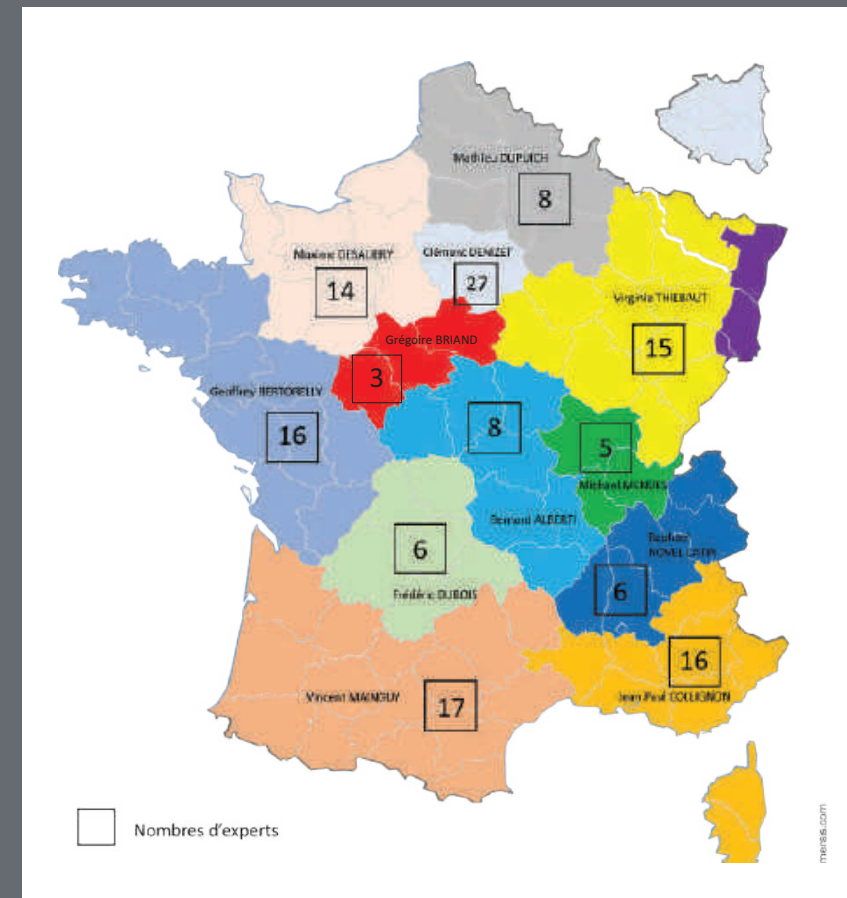 Mathieu DUPUICH
8
Maxime DESAUBRY
14
Clément DENIZET
27
Virginie THIEBAUT
15
Grégoire BRIAND
3
Geoffrey BERTORELLY
16
8
Bernard ALBERTI
5
6
Frédéric DUBOIS
6
16
Jean Paul COLLIGNON
Vincent MAINGUY
17
Nombres d'experts